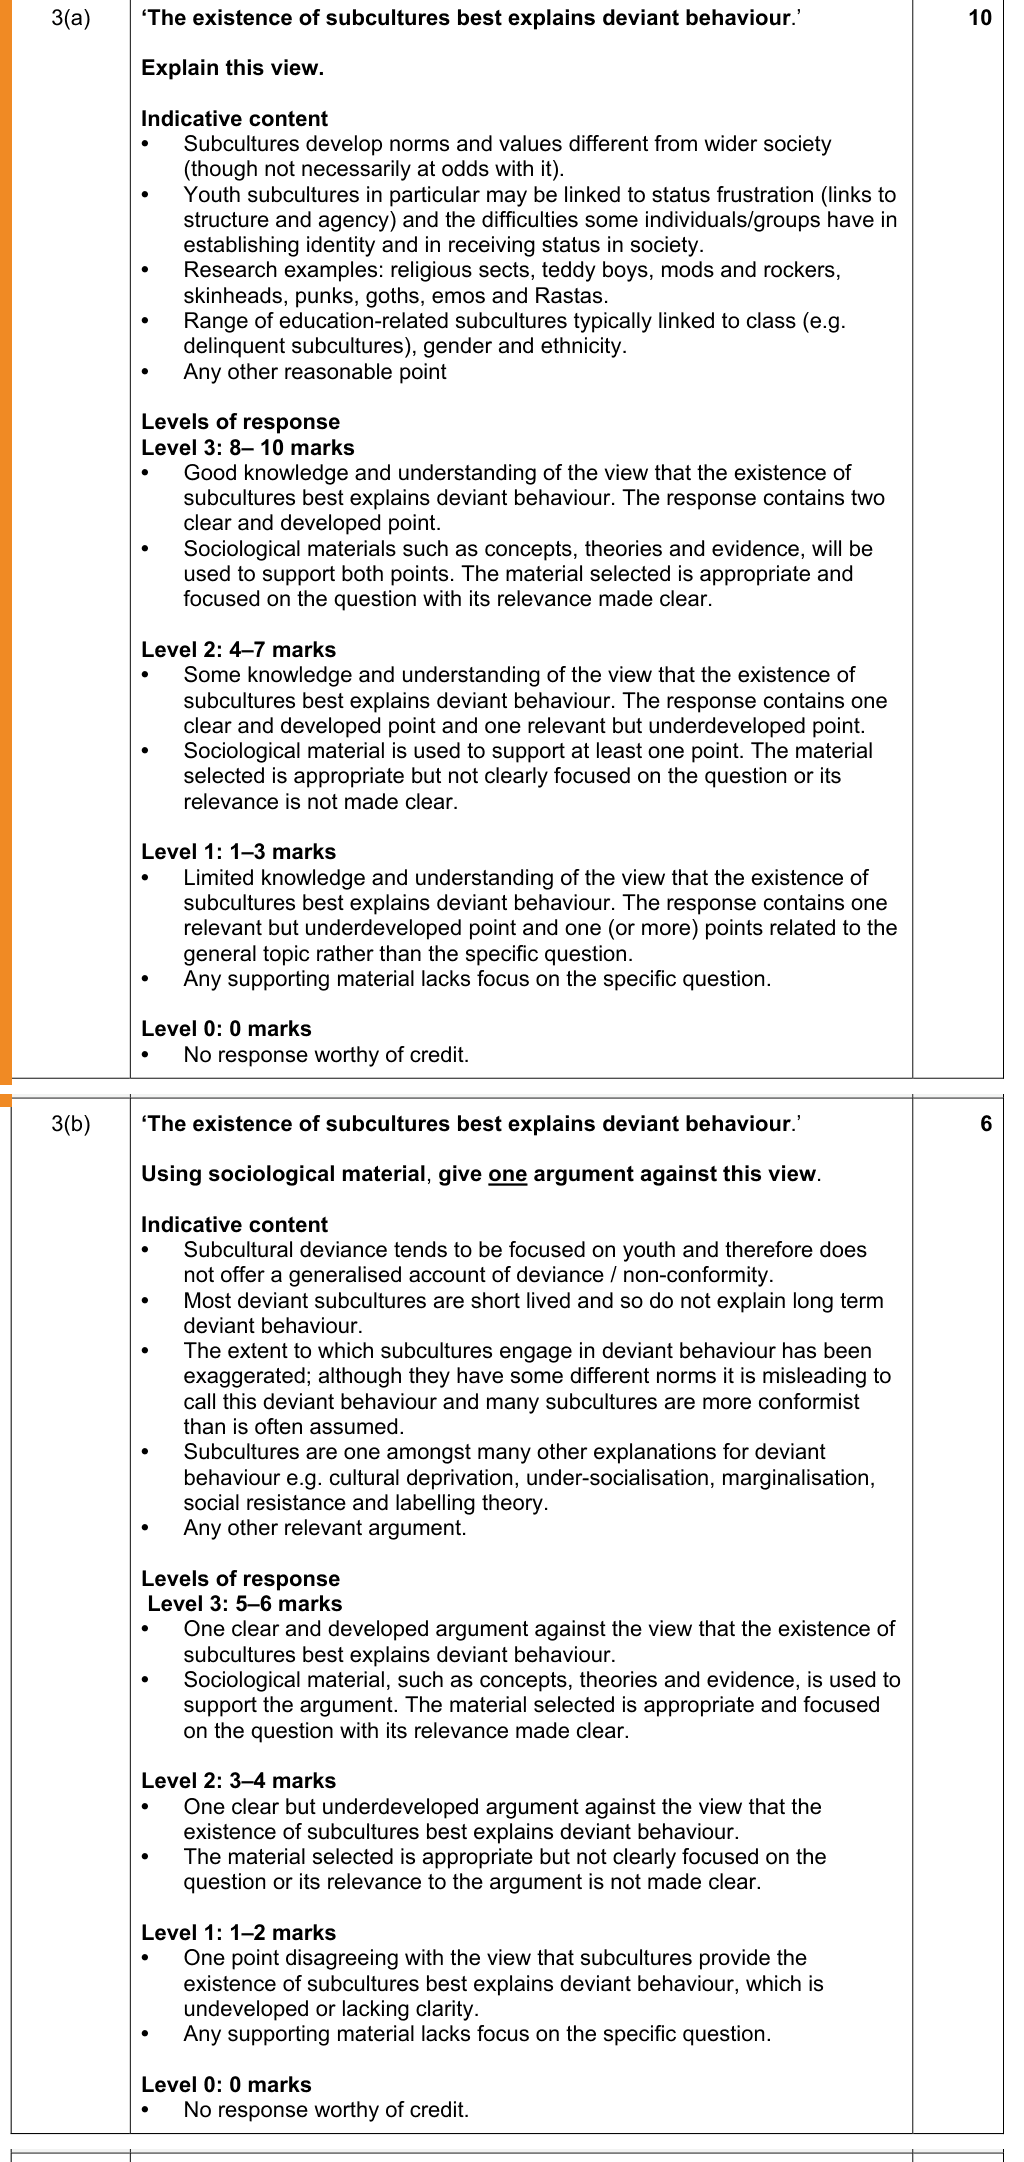 3(a) ‘The existence of subcultures best explains deviant behaviour.’ 10
Explain this view.
Indicative content
• Subcultures develop norms and values different from wider society
(though not necessarily at odds with it).
• Youth subcultures in particular may be linked to status frustration (links to
structure and agency) and the difficulties some individuals/groups have in
establishing identity and in receiving status in society.
• Research examples: religious sects, teddy boys, mods and rockers,
skinheads, punks, goths, emos and Rastas.
• Range of education-related subcultures typically linked to class (e.g.
delinquent subcultures), gender and ethnicity.
• Any other reasonable point
Levels of response
Level 3: 8– 10 marks
• Good knowledge and understanding of the view that the existence of
subcultures best explains deviant behaviour. The response contains two
clear and developed point.
• Sociological materials such as concepts, theories and evidence, will be
used to support both points. The material selected is appropriate and
focused on the question with its relevance made clear.
Level 2: 4–7 marks
• Some knowledge and understanding of the view that the existence of
subcultures best explains deviant behaviour. The response contains one
clear and developed point and one relevant but underdeveloped point.
• Sociological material is used to support at least one point. The material
selected is appropriate but not clearly focused on the question or its
relevance is not made clear.
Level 1: 1–3 marks
• Limited knowledge and understanding of the view that the existence of
subcultures best explains deviant behaviour. The response contains one
relevant but underdeveloped point and one (or more) points related to the
general topic rather than the specific question.
• Any supporting material lacks focus on the specific question.
Level 0: 0 marks
• No response worthy of credit.
3(b) ‘The existence of subcultures best explains deviant behaviour.’ 6
Using sociological material, give one argument against this view.
Indicative content
• Subcultural deviance tends to be focused on youth and therefore does
not offer a generalised account of deviance / non-conformity.
• Most deviant subcultures are short lived and so do not explain long term
deviant behaviour.
• The extent to which subcultures engage in deviant behaviour has been
exaggerated; although they have some different norms it is misleading to
call this deviant behaviour and many subcultures are more conformist
than is often assumed.
• Subcultures are one amongst many other explanations for deviant
behaviour e.g. cultural deprivation, under-socialisation, marginalisation,
social resistance and labelling theory.
• Any other relevant argument.
Levels of response
Level 3: 5–6 marks
• One clear and developed argument against the view that the existence of
subcultures best explains deviant behaviour.
• Sociological material, such as concepts, theories and evidence, is used to
support the argument. The material selected is appropriate and focused
on the question with its relevance made clear.
Level 2: 3–4 marks
• One clear but underdeveloped argument against the view that the
existence of subcultures best explains deviant behaviour.
• The material selected is appropriate but not clearly focused on the
question or its relevance to the argument is not made clear.
Level 1: 1–2 marks
• One point disagreeing with the view that subcultures provide the
existence of subcultures best explains deviant behaviour, which is
undeveloped or lacking clarity.
• Any supporting material lacks focus on the specific question.
Level 0: 0 marks
• No response worthy of credit.